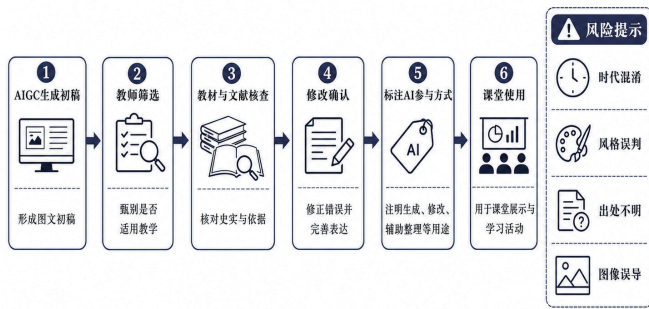 1
AIGC生成初稿
形成图文初稿
2
教师筛选
甄别是否
适用教学
3
教材与文献核查
核对史实与依据
4
修改确认
修正错误并
完善表达
5
标注AI参与方式
AI
注明生成、修改、
辅助整理等用途
6
课堂使用
用于课堂展示与
学习活动
风险提示
时代混淆
风格误判
出处不明
?
图像误导